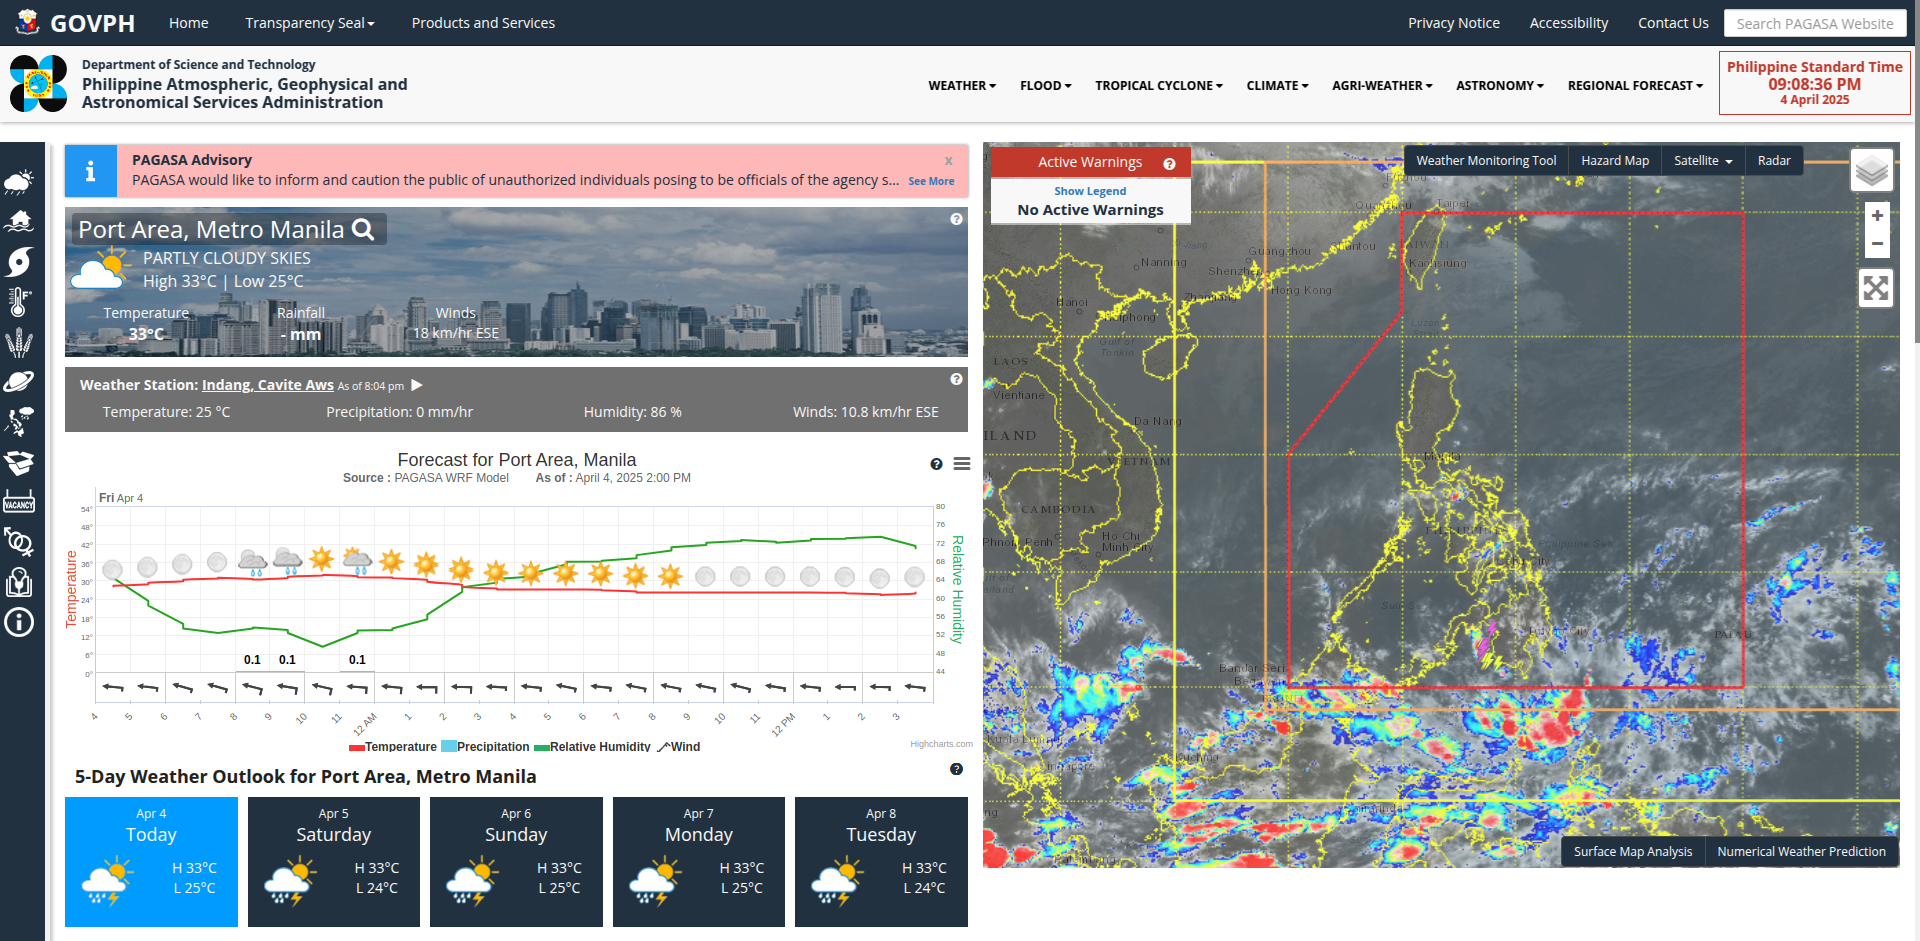 GOVPH
Home
Transparency Seal
Products and Services
Privacy Notice
Accessibility
Contact Us
Search PAGASA Website
Department of Science and Technology
Philippine Atmospheric, Geophysical and
Astronomical Services Administration
WEATHER
FLOOD
TROPICAL CYCLONE
CLIMATE
AGRI-WEATHER
ASTRONOMY
REGIONAL FORECAST
Philippine Standard Time
09:08:36 PM
4 April 2025
VACANCY
PAGASA Advisory
x
PAGASA would like to inform and caution the public of unauthorized individuals posing to be officials of the agency s... See More
Port Area, Metro Manila
PARTLY CLOUDY SKIES
High 33°C | Low 25°C
Temperature
33°C
Rainfall
- mm
Winds
18 km/hr ESE
Weather Station: Indang, Cavite Aws As of 8:04 pm
Temperature: 25 °C
Precipitation: 0 mm/hr
Humidity: 86 %
Winds: 10.8 km/hr ESE
Forecast for Port Area, Manila
Source : PAGASA WRF Model As of : April 4, 2025 2:00 PM
Fri Apr 4
Temperature
54°
48°
42°
36°
30°
24°
18°
12°
6°
0°
80
76
72
68
64
60
56
52
48
44
Relative Humidity
0.1
0.1
0.1
4
5
6
7
8
9
10
11
12 AM
1
2
3
4
5
6
7
8
9
10
11
12 PM
1
2
3
Temperature
Precipitation
Relative Humidity
Wind
Highcharts.com
5-Day Weather Outlook for Port Area, Metro Manila
Apr 4
Today
H 33°C
L 25°C
Apr 5
Saturday
H 33°C
L 24°C
Apr 6
Sunday
H 33°C
L 25°C
Apr 7
Monday
H 33°C
L 25°C
Apr 8
Tuesday
H 33°C
L 24°C
Active Warnings
Show Legend
No Active Warnings
Weather Monitoring Tool
Hazard Map
Satellite
Radar
+
−
Taipei
TAIWAN
Kaohsiung
Guangzhou
Shantou
Shenzhen
Hong Kong
Nanning
Zhanjiang
Hanoi
Haiphong
Gulf of
Tonkin
LAOS
Vientiane
Da Nang
VIETNAM
CAMBODIA
Phnom Penh
Ho Chi
Minh City
Luzon
Manila
Philippine Sea
PALAU
Bandar Seri
Kuching
Surface Map Analysis
Numerical Weather Prediction